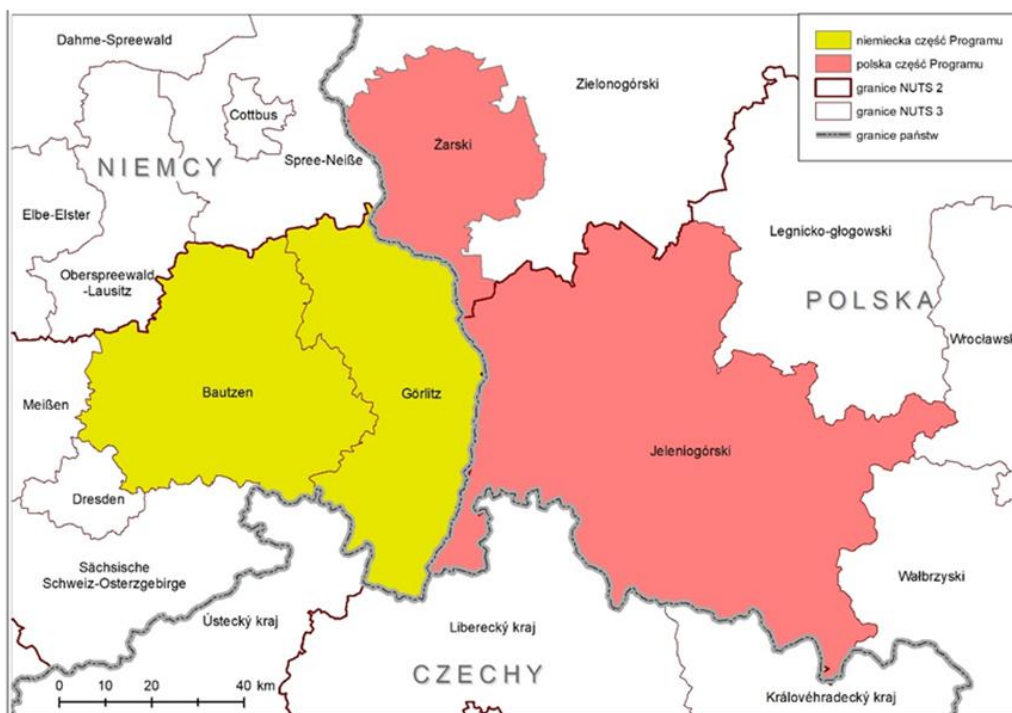 Dahme-Spreewald
Cottbus
NIEMCY
Spree-Neiße
Elbe-Elster
Oberspreewald
-Lausitz
Meißen
Bautzen
Görlitz
Dresden
Sächsische
Schweiz-Osterzgebirge
Ústecký kraj
0 10 20 40 km
Żarski
Zielonogórski
niemiecka część Programu
polska część Programu
granice NUTS 2
granice NUTS 3
granice państw
Legnicko-głogowski
POLSKA
Wrocławsk
Jeleniogórski
Wałbrzyski
Liberecký kraj
CZECHY
Královéhradecký kraj